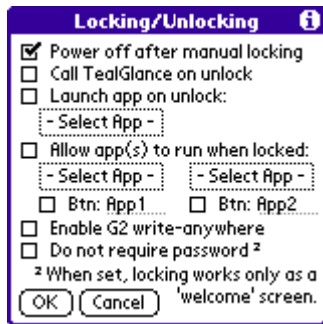 Locking/Unlocking i
Power off after manual locking
Call TealGlance on unlock
Launch app on unlock:
- Select App -
Allow app(s) to run when locked:
- Select App - - Select App -
Btn: App1 Btn: App2
Enable G2 write-anywhere
Do not require password ²
² When set, locking works only as a
OK Cancel 'welcome' screen.